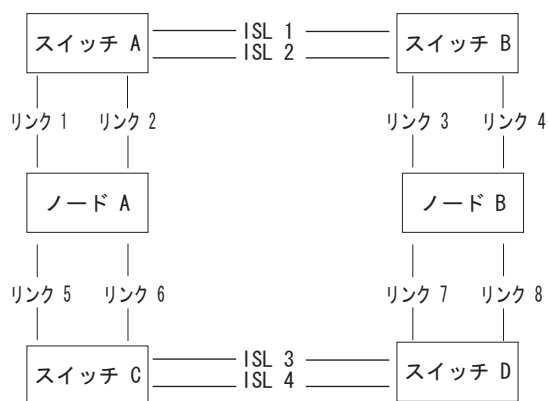 スイッチ A
ISL 1
ISL 2
スイッチ B
リンク 1
リンク 2
リンク 3
リンク 4
ノード A
ノード B
リンク 5
リンク 6
リンク 7
リンク 8
スイッチ C
ISL 3
ISL 4
スイッチ D